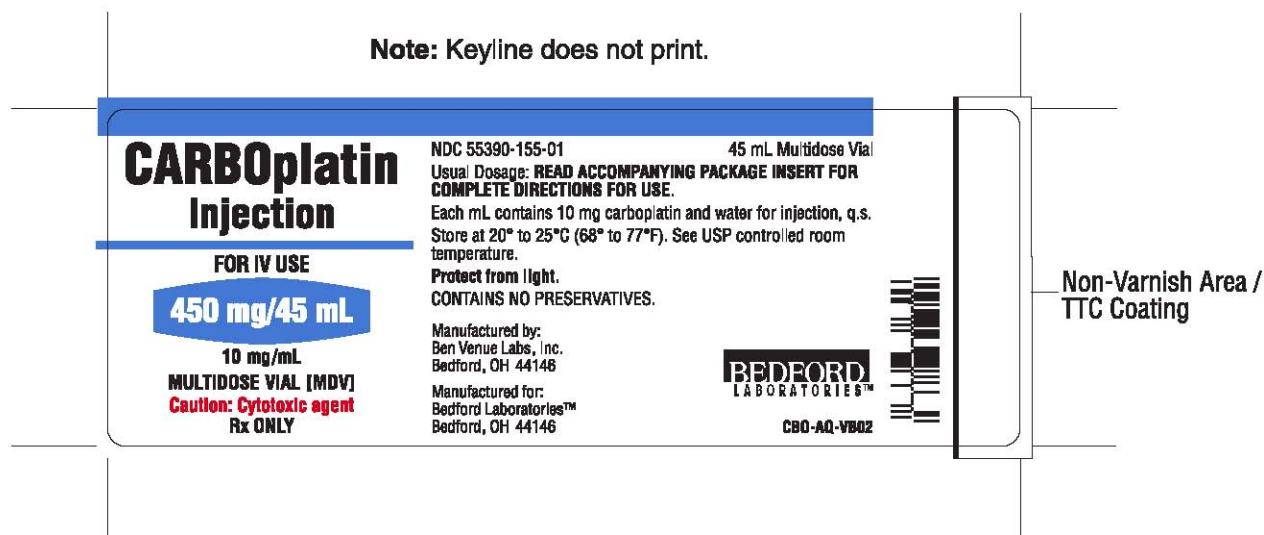 Note: Keyline does not print.
CARBOplatin
Injection
FOR IV USE
450 mg/45 mL
10 mg/mL
MULTIDOSE VIAL [MDV]
Caution: Cytotoxic agent
Rx ONLY
NDC 55390-155-01 45 mL Multidose Vial
Usual Dosage: READ ACCOMPANYING PACKAGE INSERT FOR
COMPLETE DIRECTIONS FOR USE.
Each mL contains 10 mg carboplatin and water for injection, q.s.
Store at 20° to 25°C (68° to 77°F). See USP controlled room
temperature.
Protect from light.
CONTAINS NO PRESERVATIVES.
Manufactured by:
Ben Venue Labs, Inc.
Bedford, OH 44146
Manufactured for:
Bedford Laboratories™
Bedford, OH 44146
BEDFORD
LABORATORIES™
CBO-AQ-VB02
Non-Varnish Area /
TTC Coating